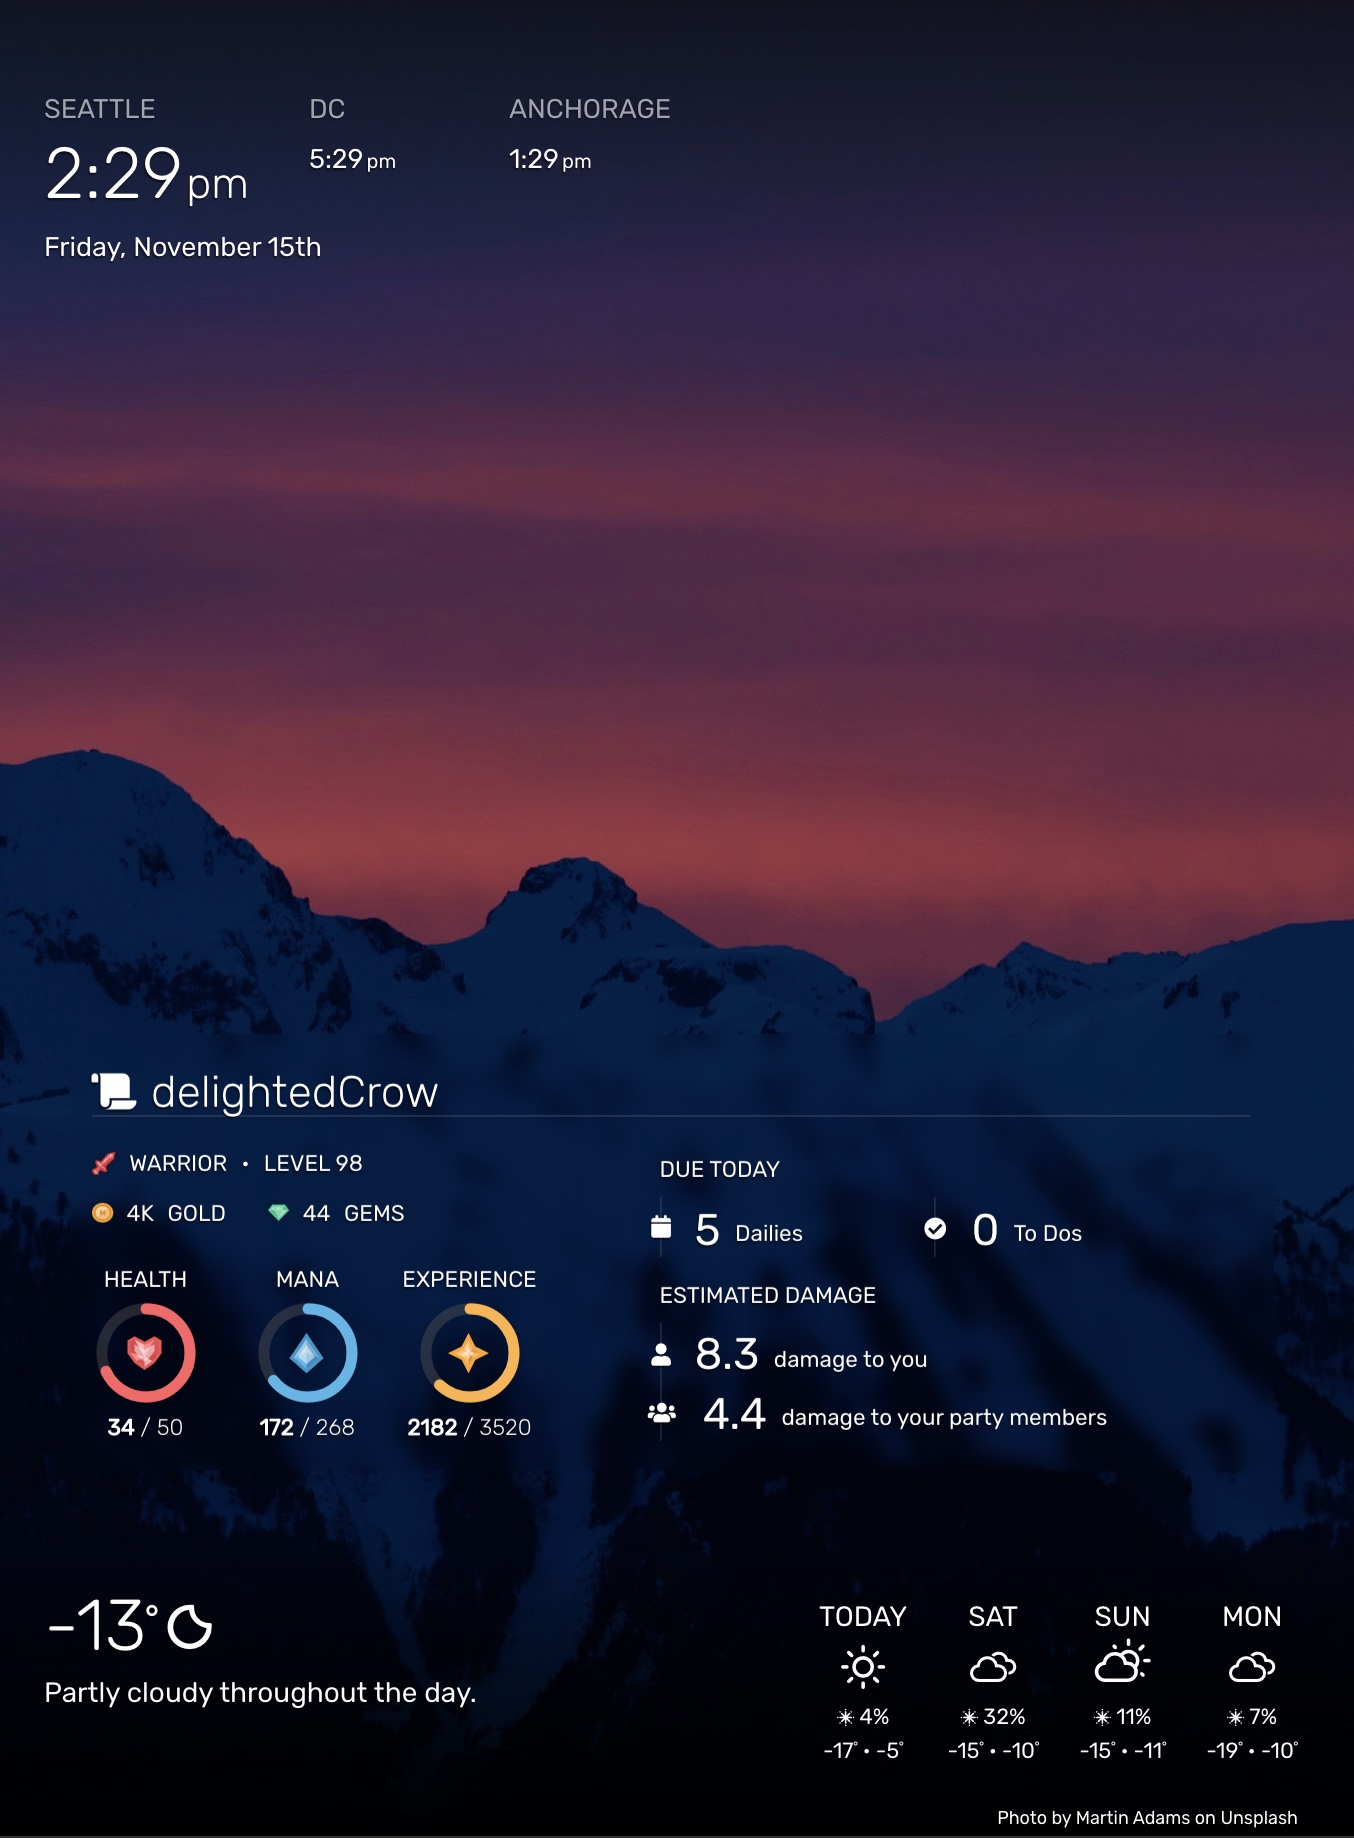 SEATTLE
DC
ANCHORAGE
2:29 pm
5:29 pm
1:29 pm
Friday, November 15th
delightedCrow
WARRIOR • LEVEL 98
4K GOLD 44 GEMS
HEALTH MANA EXPERIENCE
34 / 50 172 / 268 2182 / 3520
DUE TODAY
5 Dailies 0 To Dos
ESTIMATED DAMAGE
8.3 damage to you
4.4 damage to your party members
-13°
Partly cloudy throughout the day.
TODAY SAT SUN MON
4% 32% 11% 7%
-17° • -5° -15° • -10° -15° • -11° -19° • -10°
Photo by Martin Adams on Unsplash